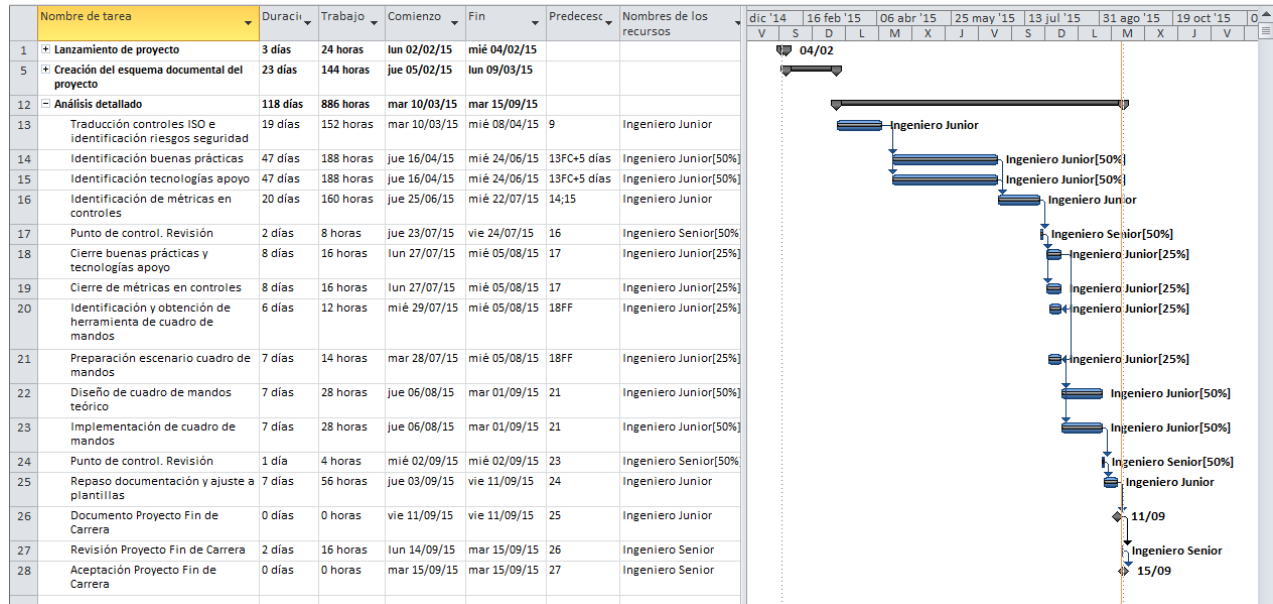 Nombre de tarea Duració Trabajo Comienzo Fin Predecesc Nombres de los
recursos
dic '14 16 feb '15 06 abr '15 25 may '15 13 jul '15 31 ago '15 19 oct '15 0
V S D L M X J V S D L M X J V
1 Lanzamiento de proyecto 3 días 24 horas lun 02/02/15 mié 04/02/15 04/02
5 Creación del esquema documental del
proyecto 23 días 144 horas jue 05/02/15 lun 09/03/15
12 Análisis detallado 118 días 886 horas mar 10/03/15 mar 15/09/15
13 Traducción controles ISO e
identificación riesgos seguridad 19 días 152 horas mar 10/03/15 mié 08/04/15 9 Ingeniero Junior Ingeniero Junior
14 Identificación buenas prácticas 47 días 188 horas jue 16/04/15 mié 24/06/15 13FC+5 días Ingeniero Junior[50%] Ingeniero Junior[50%]
15 Identificación tecnologías apoyo 47 días 188 horas jue 16/04/15 mié 24/06/15 13FC+5 días Ingeniero Junior[50%] Ingeniero Junior[50%]
16 Identificación de métricas en
controles 20 días 160 horas jue 25/06/15 mié 22/07/15 14;15 Ingeniero Junior Ingeniero Junior
17 Punto de control. Revisión 2 días 8 horas jue 23/07/15 vie 24/07/15 16 Ingeniero Senior[50% Ingeniero Senior[50%]
18 Cierre buenas prácticas y
tecnologías apoyo 8 días 16 horas lun 27/07/15 mié 05/08/15 17 Ingeniero Junior[25%] Ingeniero Junior[25%]
19 Cierre de métricas en controles 8 días 16 horas lun 27/07/15 mié 05/08/15 17 Ingeniero Junior[25%] Ingeniero Junior[25%]
20 Identificación y obtención de
herramienta de cuadro de
mandos 6 días 12 horas mié 29/07/15 mié 05/08/15 18FF Ingeniero Junior[25%] Ingeniero Junior[25%]
21 Preparación escenario cuadro de
mandos 7 días 14 horas mar 28/07/15 mié 05/08/15 18FF Ingeniero Junior[25%] Ingeniero Junior[25%]
22 Diseño de cuadro de mandos
teórico 7 días 28 horas jue 06/08/15 mar 01/09/15 21 Ingeniero Junior[50%] Ingeniero Junior[50%]
23 Implementación de cuadro de
mandos 7 días 28 horas jue 06/08/15 mar 01/09/15 21 Ingeniero Junior[50%] Ingeniero Junior[50%]
24 Punto de control. Revisión 1 día 4 horas mié 02/09/15 mié 02/09/15 23 Ingeniero Senior[50% Ingeniero Senior[50%]
25 Repaso documentación y ajuste a
plantillas 7 días 56 horas jue 03/09/15 vie 11/09/15 24 Ingeniero Junior Ingeniero Junior
26 Documento Proyecto Fin de
Carrera 0 días 0 horas vie 11/09/15 vie 11/09/15 25 Ingeniero Junior 11/09
27 Revisión Proyecto Fin de Carrera 2 días 16 horas lun 14/09/15 mar 15/09/15 26 Ingeniero Senior Ingeniero Senior
28 Aceptación Proyecto Fin de
Carrera 0 días 0 horas mar 15/09/15 mar 15/09/15 27 Ingeniero Senior 15/09